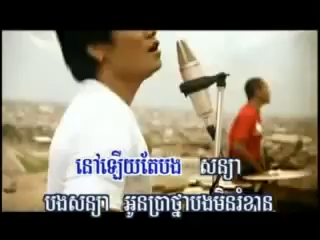 នៅឡើយតែបង សន្យា
បងសន្យា អូនប្រាថ្នាបងមិនរំខាន